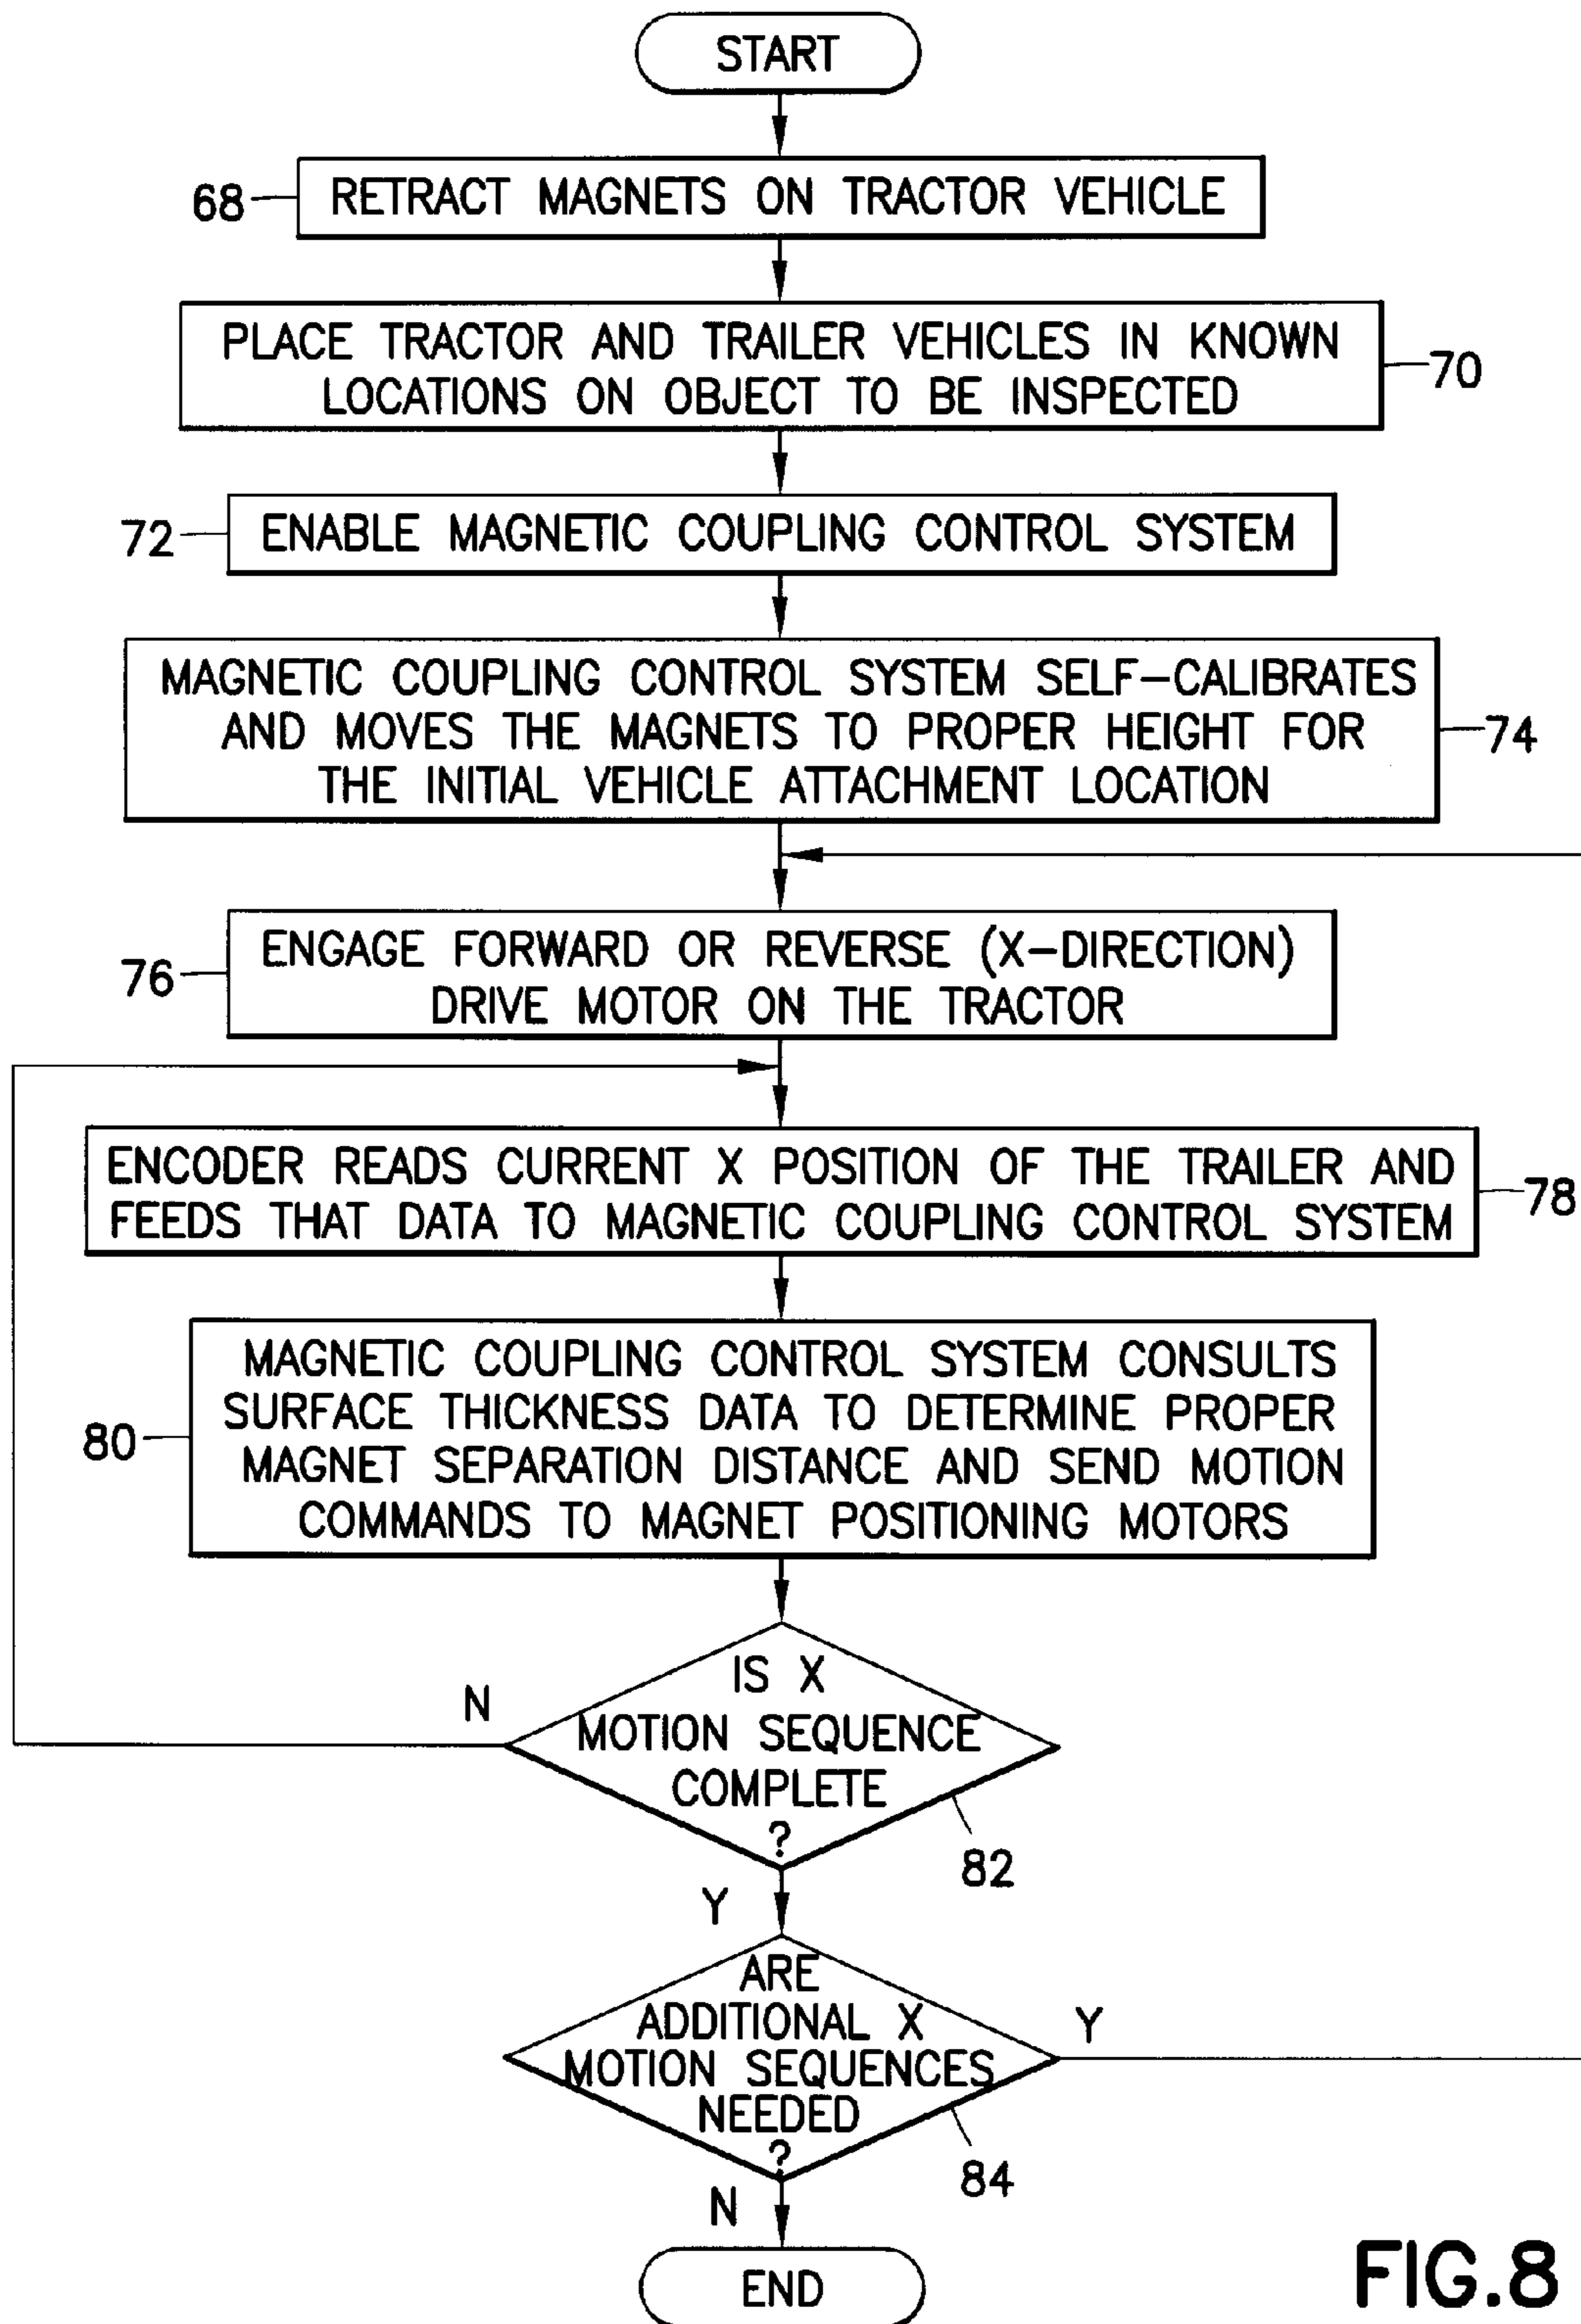 START
68
RETRACT MAGNETS ON TRACTOR VEHICLE
PLACE TRACTOR AND TRAILER VEHICLES IN KNOWN
LOCATIONS ON OBJECT TO BE INSPECTED
70
72
ENABLE MAGNETIC COUPLING CONTROL SYSTEM
MAGNETIC COUPLING CONTROL SYSTEM SELF-CALIBRATES
AND MOVES THE MAGNETS TO PROPER HEIGHT FOR
THE INITIAL VEHICLE ATTACHMENT LOCATION
74
76
ENGAGE FORWARD OR REVERSE (X-DIRECTION)
DRIVE MOTOR ON THE TRACTOR
ENCODER READS CURRENT X POSITION OF THE TRAILER AND
FEEDS THAT DATA TO MAGNETIC COUPLING CONTROL SYSTEM
78
80
MAGNETIC COUPLING CONTROL SYSTEM CONSULTS
SURFACE THICKNESS DATA TO DETERMINE PROPER
MAGNET SEPARATION DISTANCE AND SEND MOTION
COMMANDS TO MAGNET POSITIONING MOTORS
N
IS X
MOTION SEQUENCE
COMPLETE
?
82
Y
ARE
ADDITIONAL X
MOTION SEQUENCES
NEEDED
?
Y
84
N
END
FIG.8